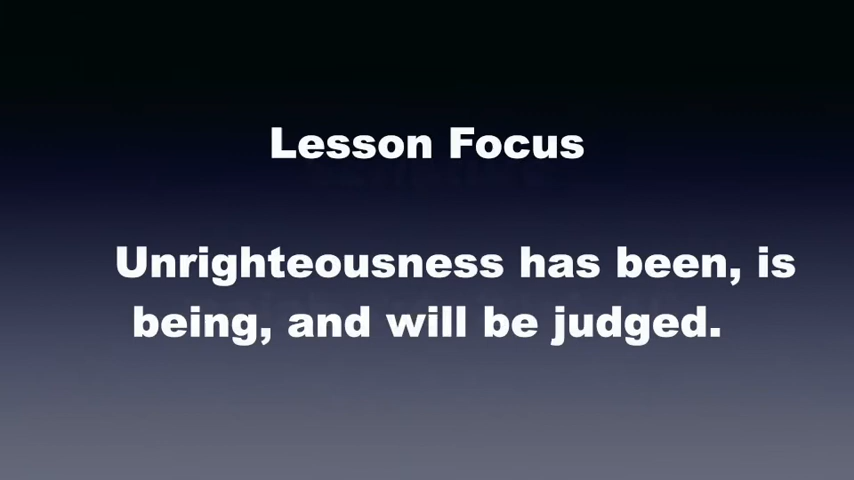 Lesson Focus
Unrighteousness has been, is
being, and will be judged.